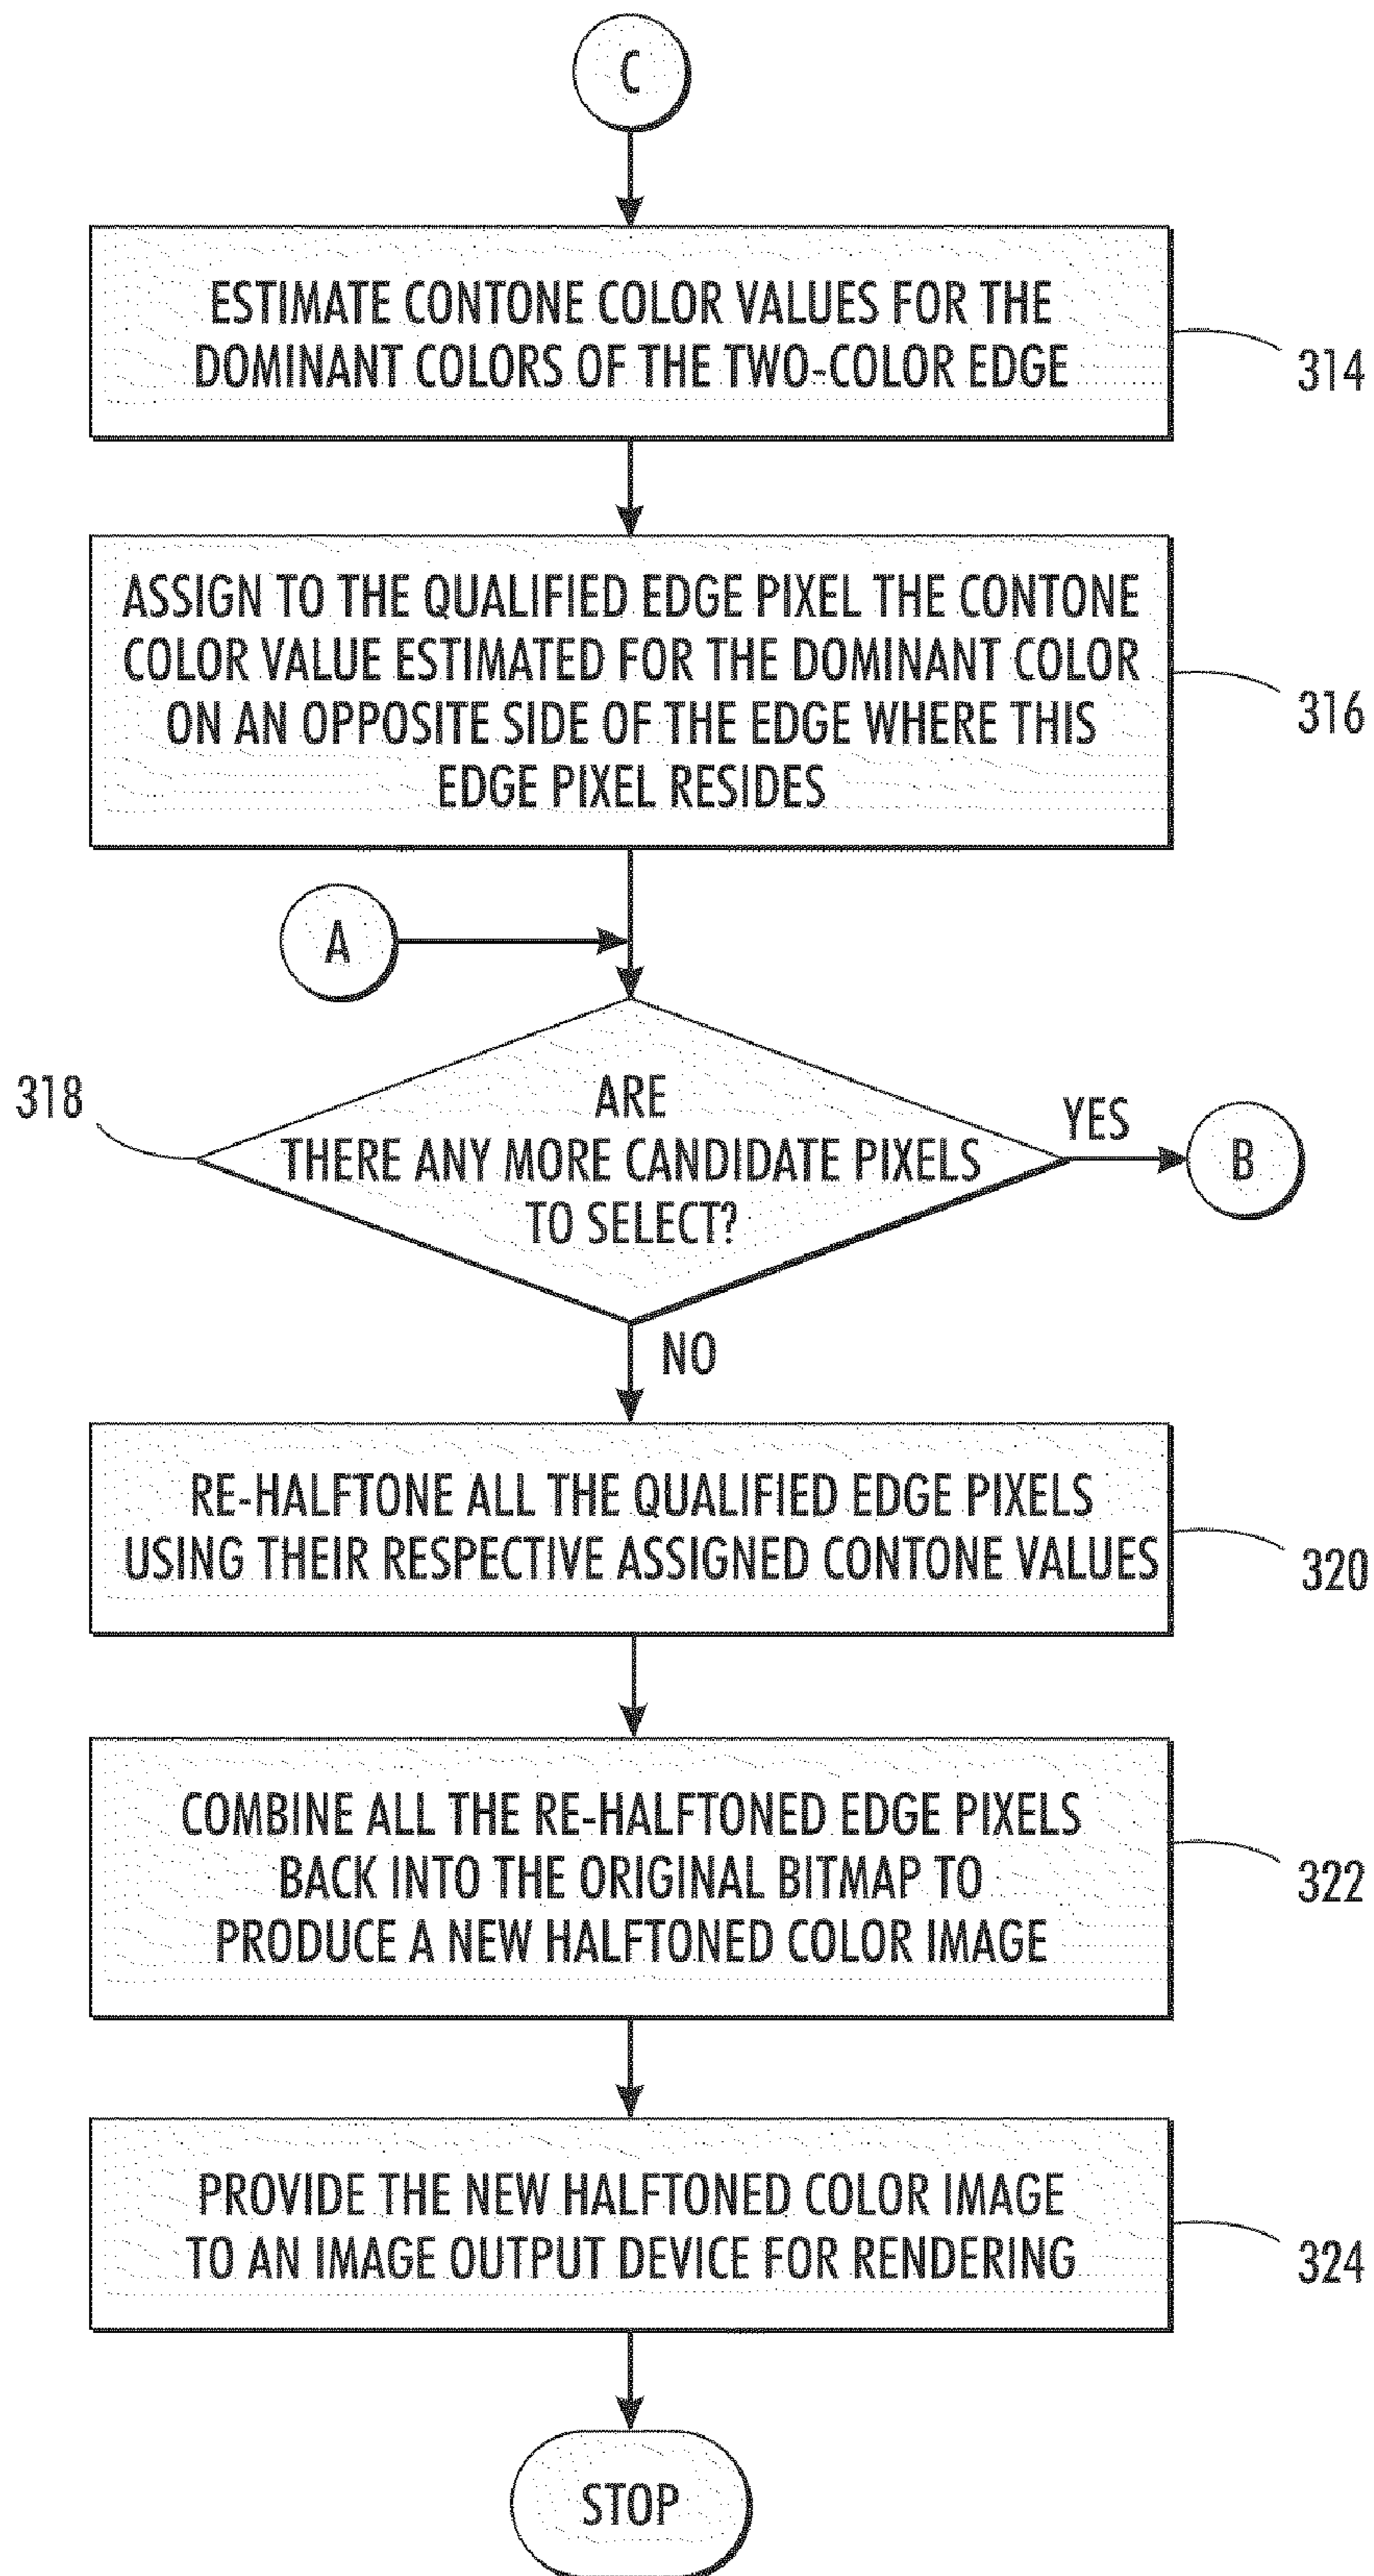 C
ESTIMATE CONTONE COLOR VALUES FOR THE
DOMINANT COLORS OF THE TWO-COLOR EDGE
314
ASSIGN TO THE QUALIFIED EDGE PIXEL THE CONTONE
COLOR VALUE ESTIMATED FOR THE DOMINANT COLOR
ON AN OPPOSITE SIDE OF THE EDGE WHERE THIS
EDGE PIXEL RESIDES
316
A
318
ARE
THERE ANY MORE CANDIDATE PIXELS
TO SELECT?
YES
B
NO
RE-HALFTONE ALL THE QUALIFIED EDGE PIXELS
USING THEIR RESPECTIVE ASSIGNED CONTONE VALUES
320
COMBINE ALL THE RE-HALFTONED EDGE PIXELS
BACK INTO THE ORIGINAL BITMAP TO
PRODUCE A NEW HALFTONED COLOR IMAGE
322
PROVIDE THE NEW HALFTONED COLOR IMAGE
TO AN IMAGE OUTPUT DEVICE FOR RENDERING
324
STOP